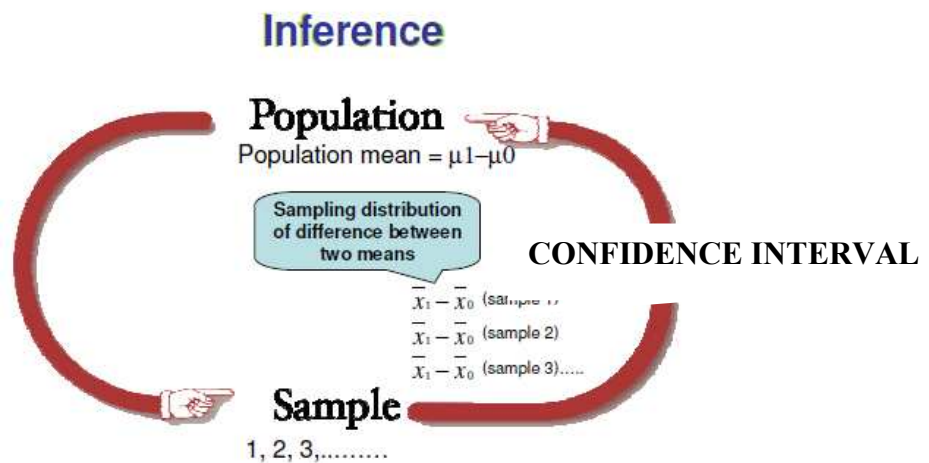 Inference
Population
Population mean = μ1–μ0
Sampling distribution
of difference between
two means
CONFIDENCE INTERVAL
x̅₁ – x̅₀
x̅₁ – x̅₀ (sample 2)
x̅₁ – x̅₀ (sample 3).....
Sample
1, 2, 3,.........